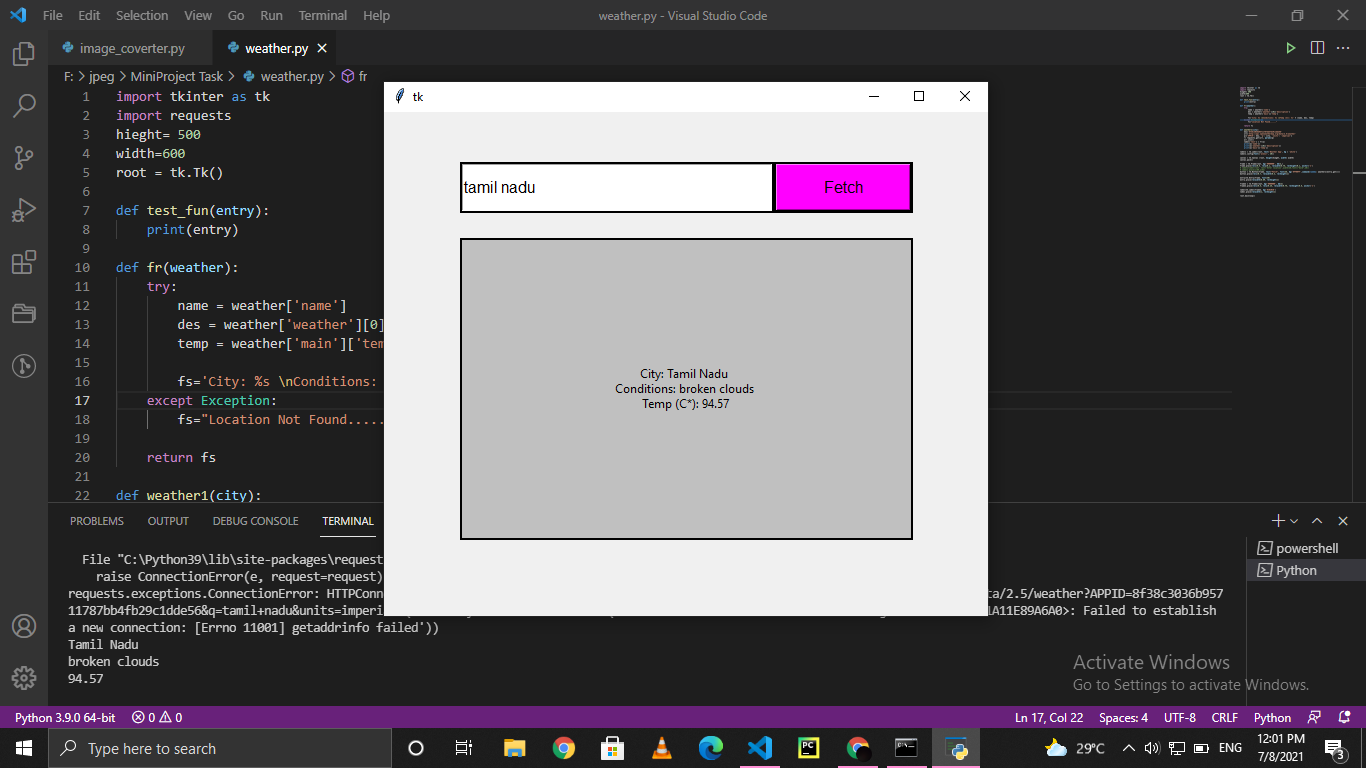 File Edit Selection View Go Run Terminal Help weather.py - Visual Studio Code
image_coverter.py weather.py
F: > jpeg > MiniProject Task > weather.py > fr
tk
1 import tkinter as tk
2 import requests
3 hieght= 500
4 width=600
5 root = tk.Tk()
6
7 def test_fun(entry):
8 print(entry)
9
10 def fr(weather):
11 try:
12 name = weather['name']
13 des = weather['weather'][0]
14 temp = weather['main']['tem
15
16 fs='City: %s \nConditions:
17 except Exception:
18 fs="Location Not Found.....
19
20 return fs
21
22 def weather1(city):
tamil nadu Fetch
City: Tamil Nadu
Conditions: broken clouds
Temp (C*): 94.57
PROBLEMS OUTPUT DEBUG CONSOLE TERMINAL
powershell
Python
File "C:\Python39\lib\site-packages\request
raise ConnectionError(e, request=request)
requests.exceptions.ConnectionError: HTTPConn ta/2.5/weather?APPID=8f38c3036b957
11787bb4fb29c1dde56&q=tamil+nadu&units=imperi 1A11E89A6A0>: Failed to establish
a new connection: [Errno 11001] getaddrinfo failed'))
Tamil Nadu
broken clouds
94.57
Activate Windows
Go to Settings to activate Windows.
Python 3.9.0 64-bit 0 0 Ln 17, Col 22 Spaces: 4 UTF-8 CRLF Python
Type here to search PC 29°C ENG 12:01 PM
7/8/2021 3